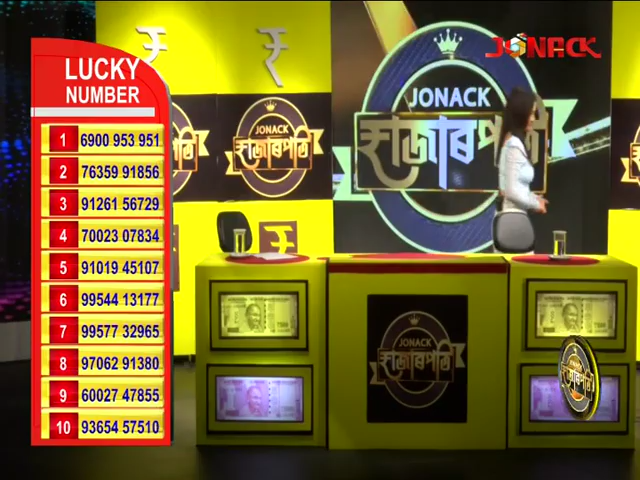 JONACK
LUCKY
NUMBER
1 6900 953 951
2 76359 91856
3 91261 56729
4 70023 07834
5 91019 45107
6 99544 13177
7 99577 32965
8 97062 91380
9 60027 47855
10 93654 57510
JONACK
হাজাৰপতি
JONACK
হাজাৰপ
₹
₹
₹
JONACK
হাজাৰপতি